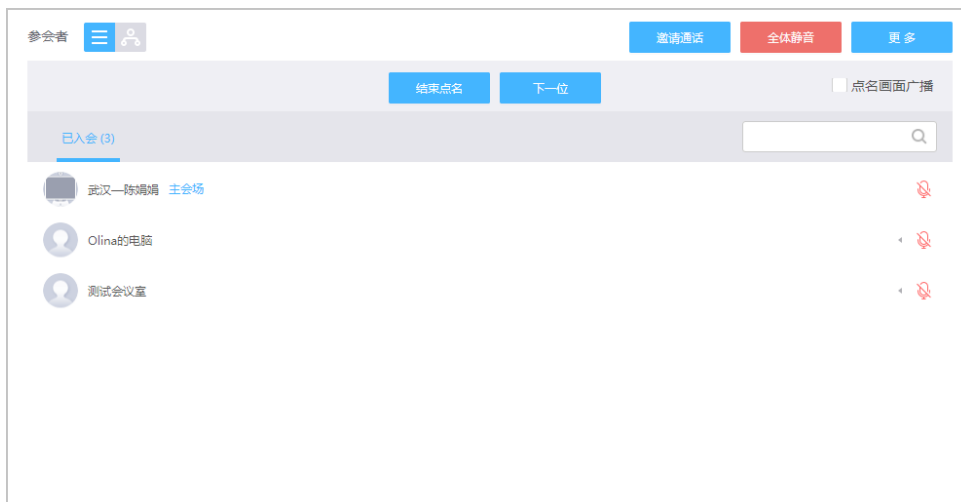 参会者 邀请通话 全体静音 更多
结束点名 下一位 点名画面广播
已入会 (3)
武汉—陈娟娟 主会场
Olina的电脑
测试会议室